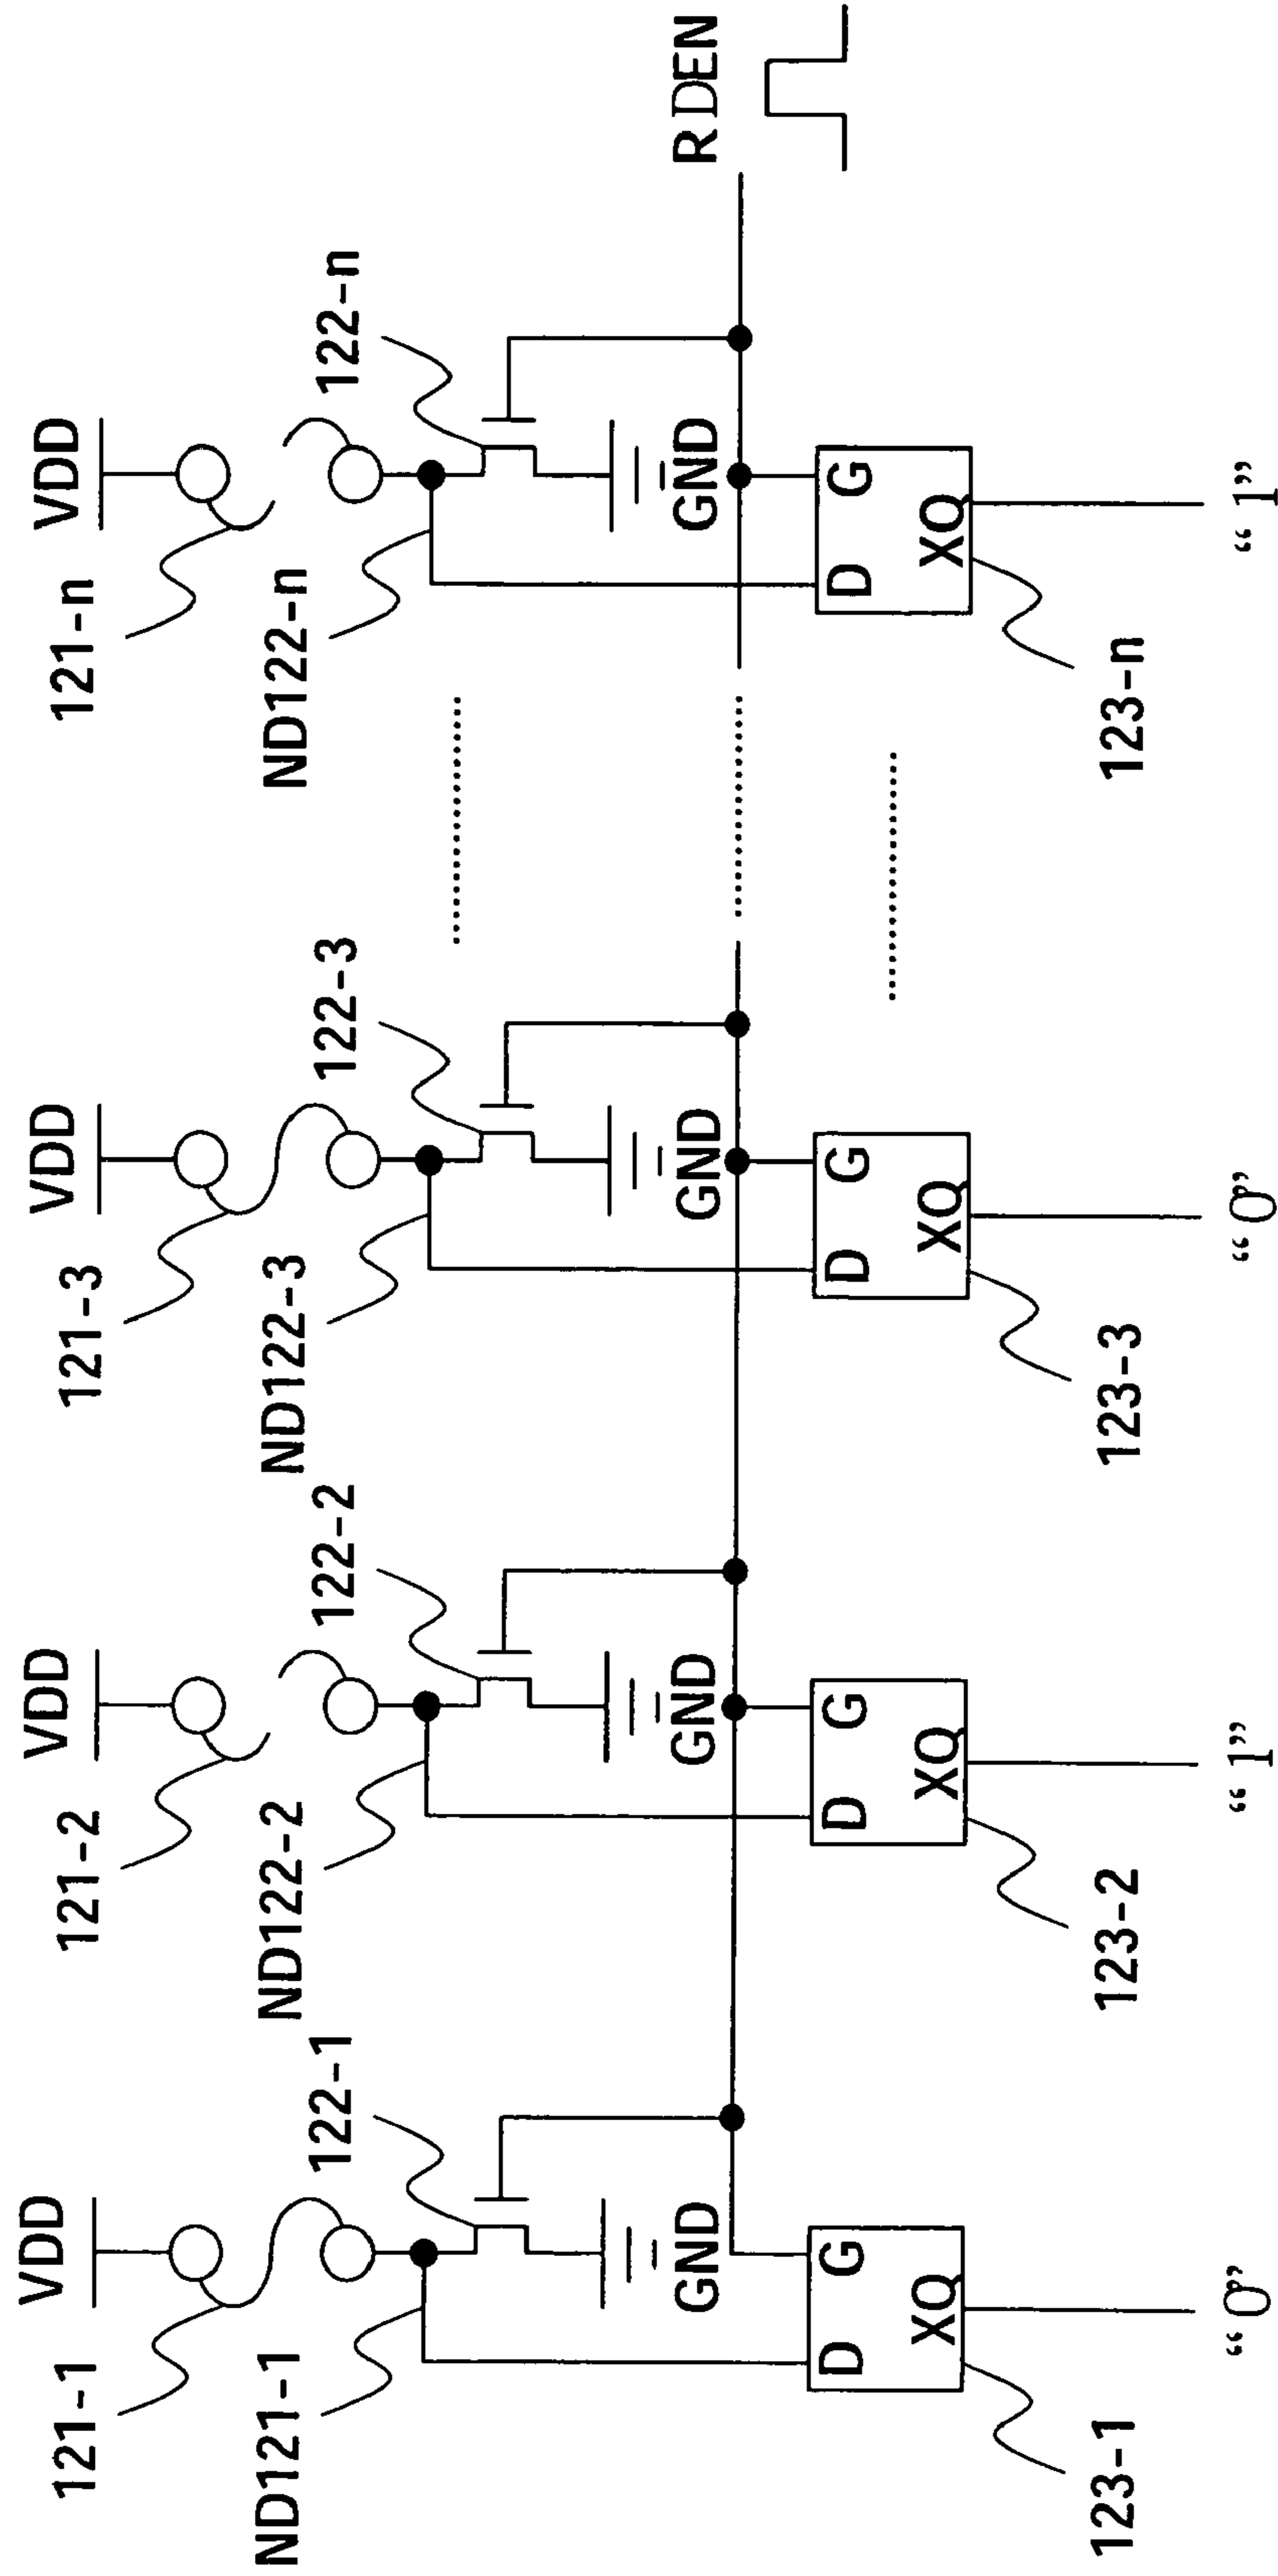 VDD VDD VDD VDD
121-1 121-2 121-3 121-n
ND121-1 122-1 ND122-2 122-2 ND122-3 122-3 ND122-n 122-n
GND GND GND GND RDEN
D G D G D G D G
XQ XQ XQ XQ
123-1 123-2 123-3 123-n
“0” “1” “0” “1”